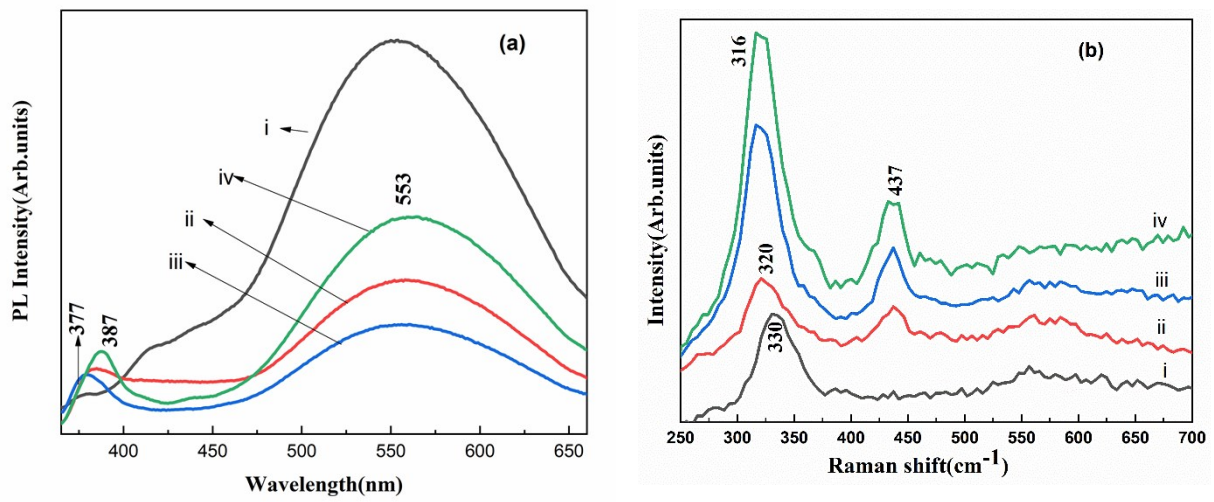 (a)
PL Intensity(Arb.units)
i
iv
553
ii
iii
377
387
400
450
500
550
600
650
Wavelength(nm)
(b)
Intensity(Arb.units)
316
437
320
330
iv
iii
ii
i
250
300
350
400
450
500
550
600
650
700
Raman shift(cm-1)